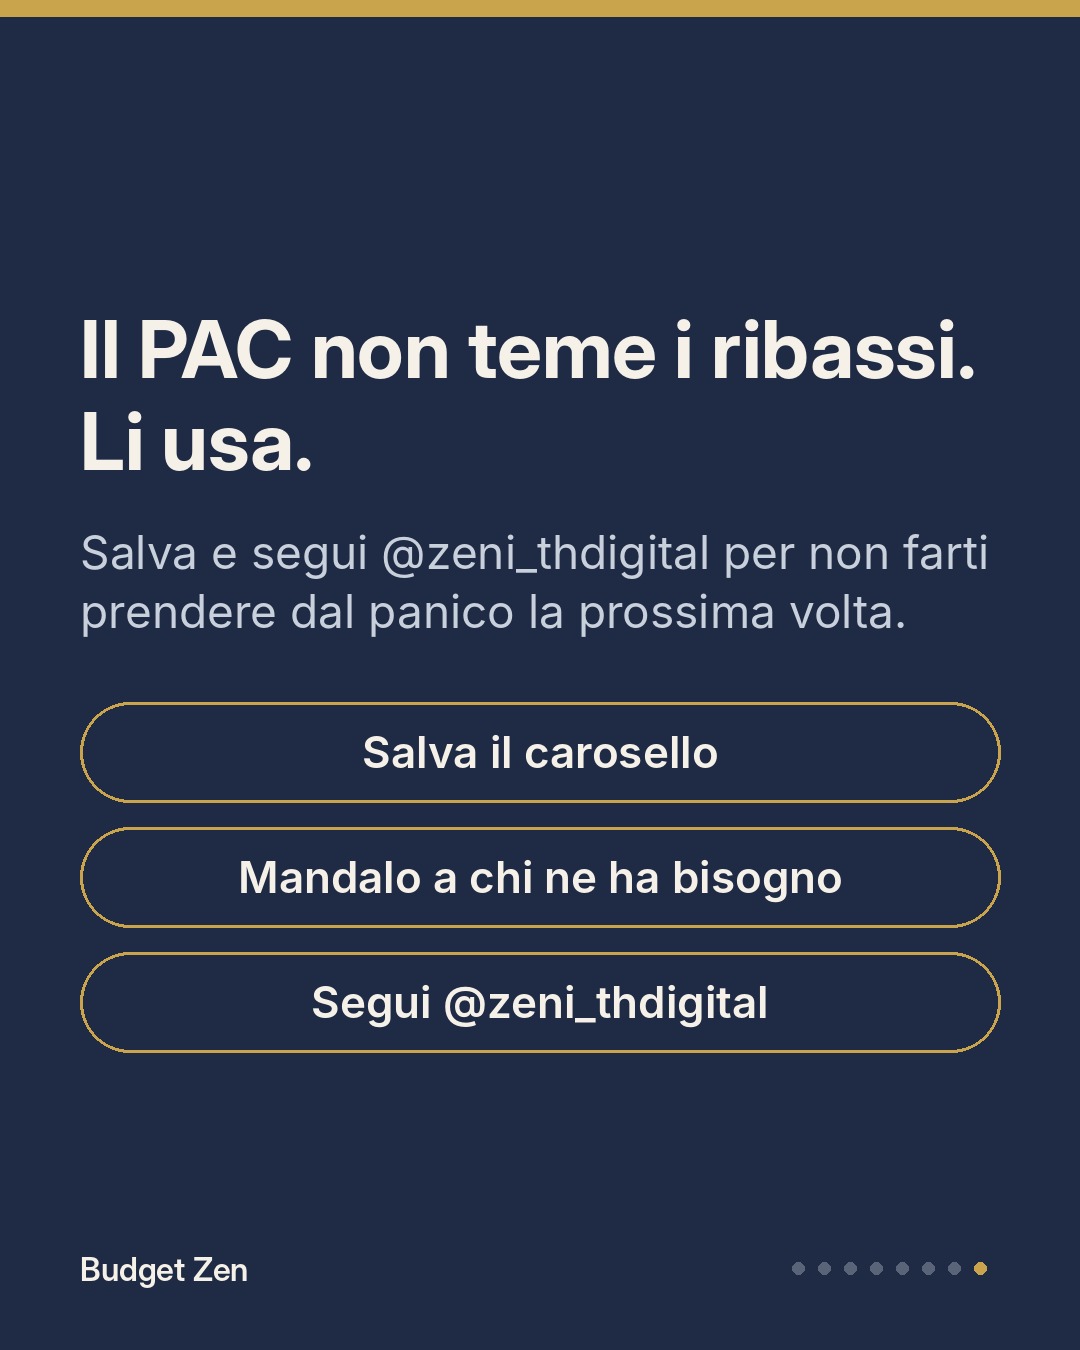 Il PAC non teme i ribassi.
Li usa.
Salva e segui @zeni_thdigital per non farti
prendere dal panico la prossima volta.
Salva il carosello
Mandalo a chi ne ha bisogno
Segui @zeni_thdigital
Budget Zen